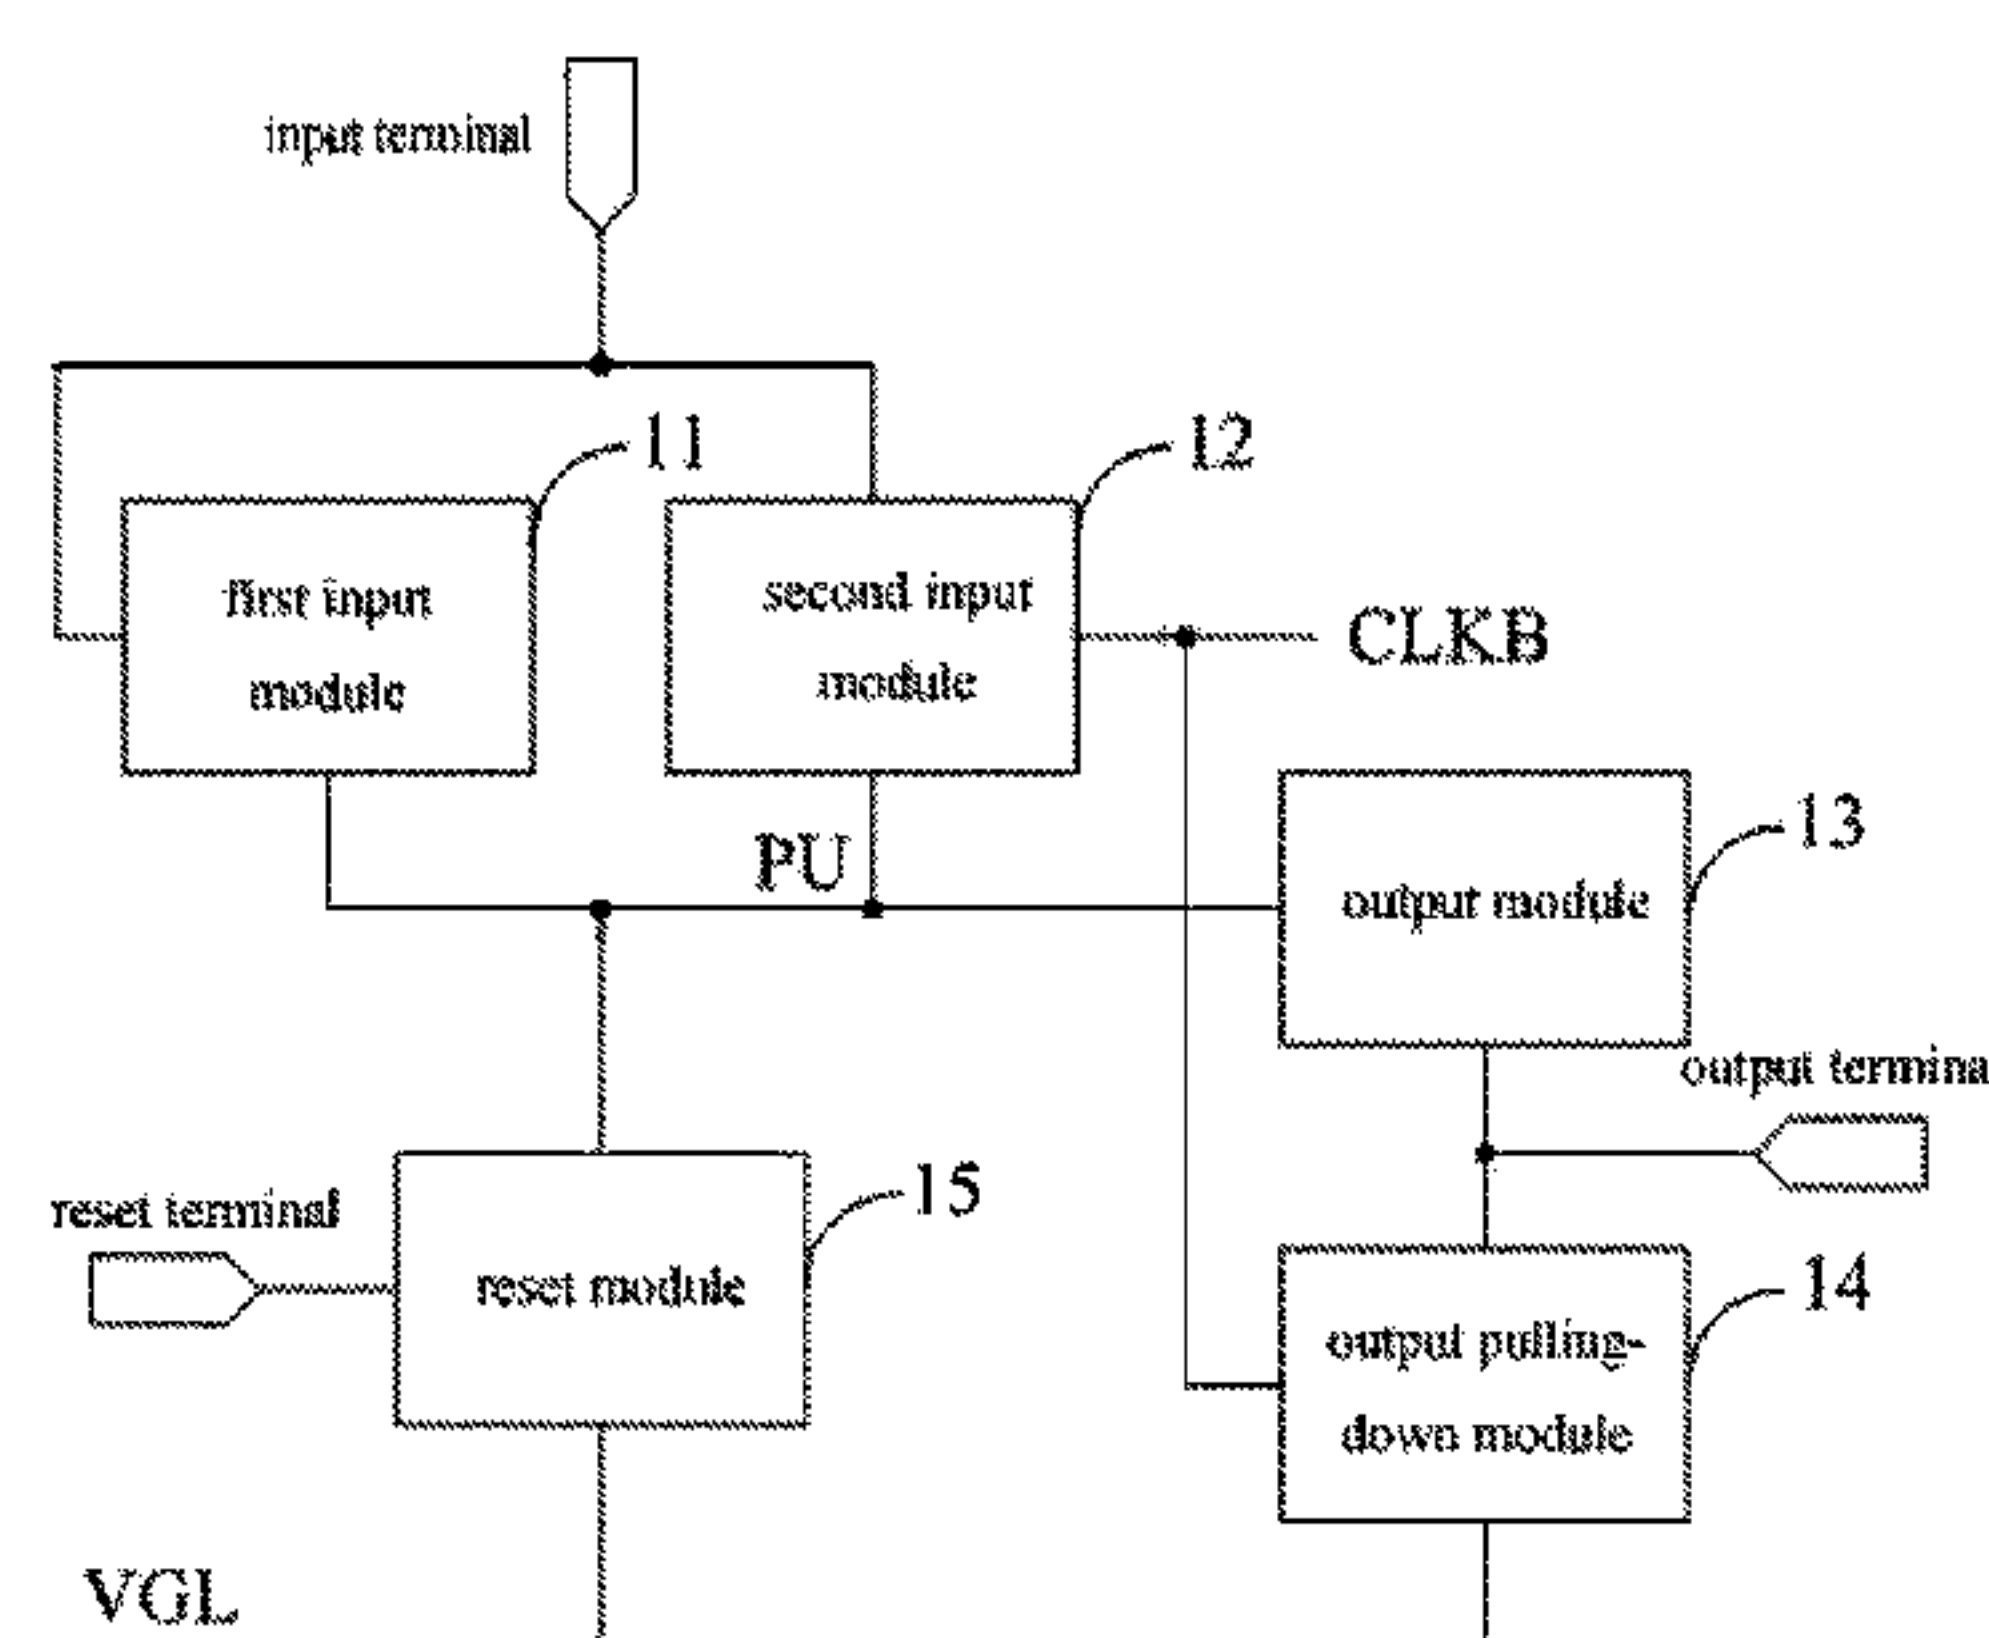 input terminal
11
12
first input
module
second input
module
CLKB
PU
13
output module
output termina
reset terminal
15
reset module
14
output pulling-
down module
VGL